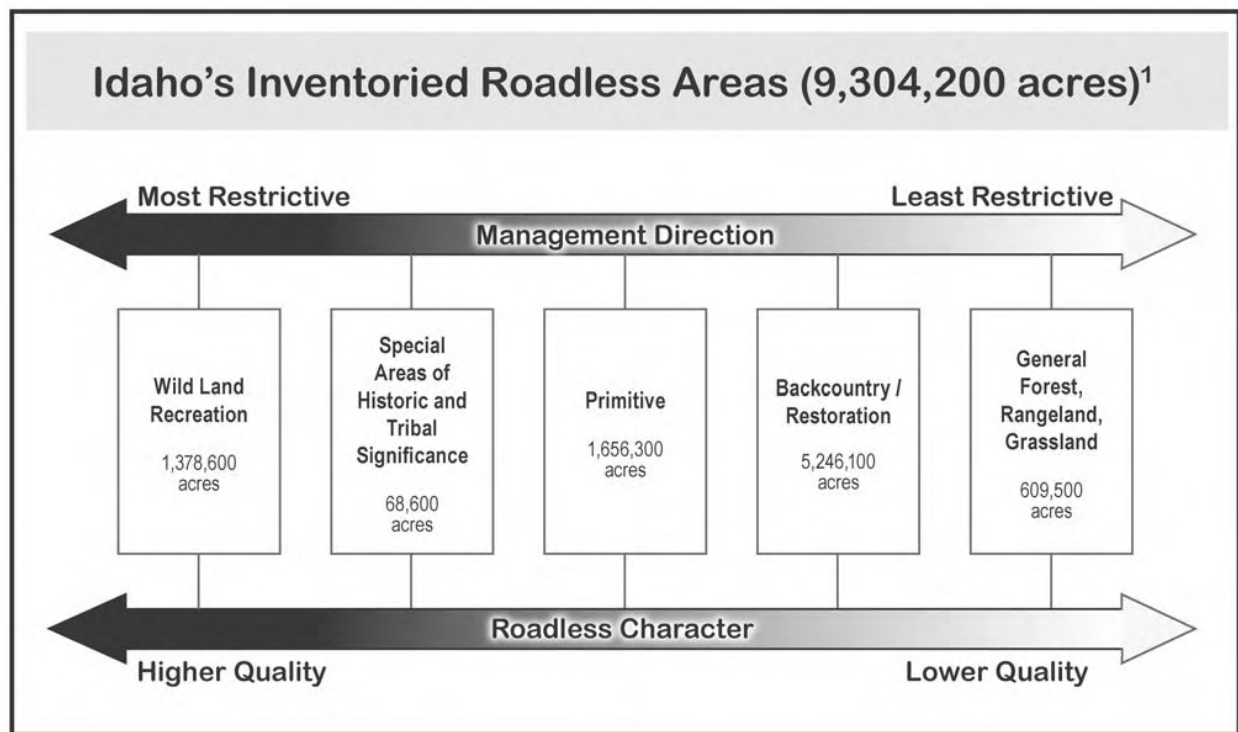 Idaho's Inventoried Roadless Areas (9,304,200 acres)¹
Most Restrictive
Least Restrictive
Management Direction
Wild Land
Recreation
1,378,600
acres
Special
Areas of
Historic and
Tribal
Significance
68,600
acres
Primitive
1,656,300
acres
Backcountry /
Restoration
5,246,100
acres
General
Forest,
Rangeland,
Grassland
609,500
acres
Roadless Character
Higher Quality
Lower Quality